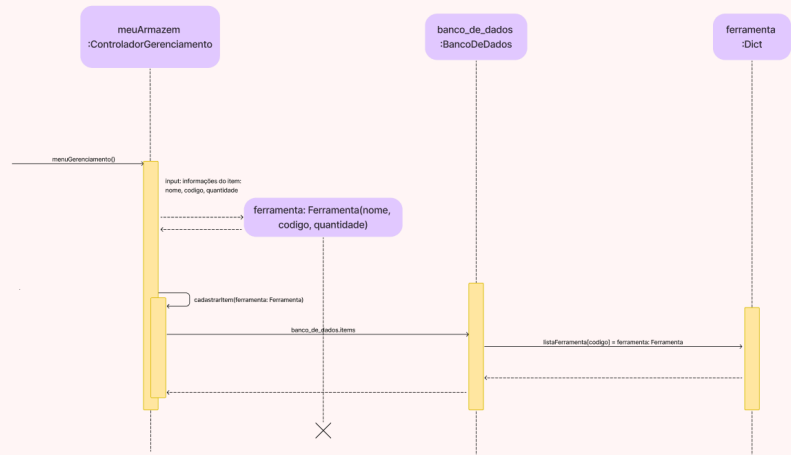 meuArmazem
:ControladorGerenciamento
banco_de_dados
:BancoDeDados
ferramenta
:Dict
menuGerenciamento()
input: informações do item:
nome, codigo, quantidade
ferramenta: Ferramenta(nome,
codigo, quantidade)
cadastrarItem(ferramenta: Ferramenta)
banco_de_dados.items
listaFerramenta[codigo] = ferramenta: Ferramenta